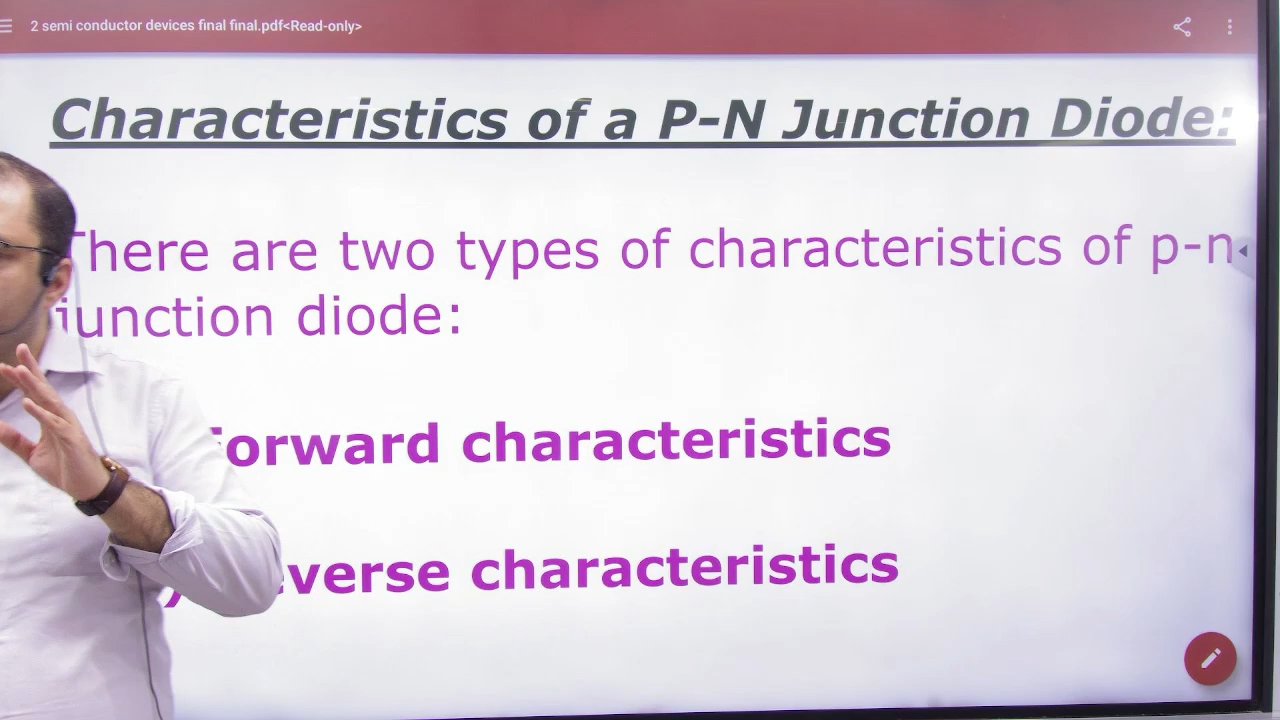 2 semi conductor devices final final.pdf<Read-only>
Characteristics of a P-N Junction Diode:
There are two types of characteristics of p-n
junction diode:
Forward characteristics
everse characteristics